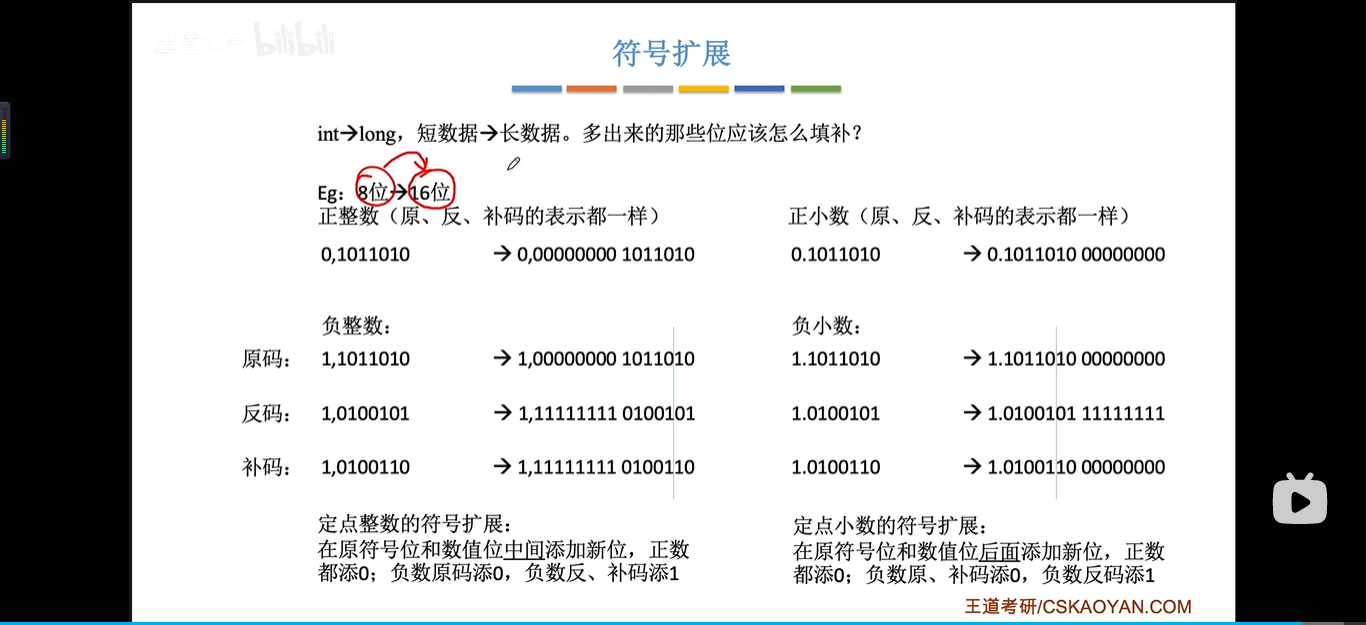 王道论坛 bilibili
符号扩展
int→long，短数据→长数据。多出来的那些位应该怎么填补？
Eg：8位→16位
正整数（原、反、补码的表示都一样）
0,1011010 → 0,00000000 1011010
正小数（原、反、补码的表示都一样）
0.1011010 → 0.1011010 00000000
负整数：
原码： 1,1011010 → 1,00000000 1011010
反码： 1,0100101 → 1,11111111 0100101
补码： 1,0100110 → 1,11111111 0100110
负小数：
1.1011010 → 1.1011010 00000000
1.0100101 → 1.0100101 11111111
1.0100110 → 1.0100110 00000000
定点整数的符号扩展：
在原符号位和数值位中间添加新位，正数
都添0；负数原码添0，负数反、补码添1
定点小数的符号扩展：
在原符号位和数值位后面添加新位，正数
都添0；负数原、补码添0，负数反码添1
王道考研/CSKAOYAN.COM